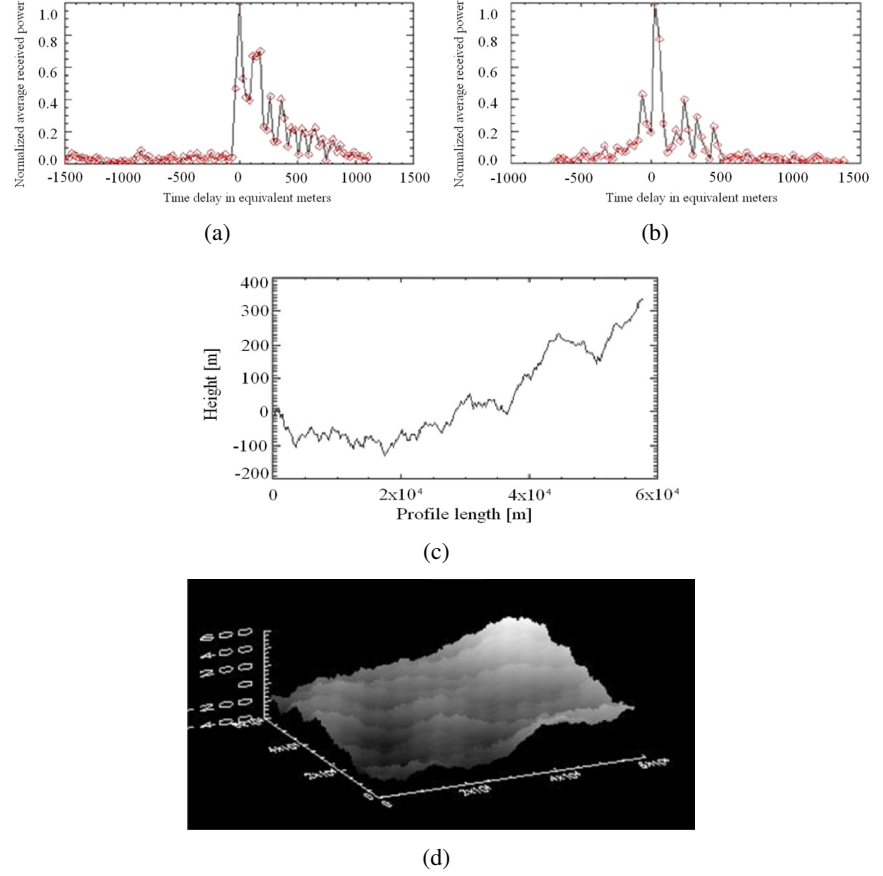 Normalized average received power
1.0
0.8
0.6
0.4
0.2
0.0
-1500 -1000 -500 0 500 1000 1500
Time delay in equivalent meters
(a)
Normalized average received power
1.0
0.8
0.6
0.4
0.2
0.0
-1000 -500 0 500 1000 1500
Time delay in equivalent meters
(b)
Height [m]
400
300
200
100
0
-100
-200
0 2x10⁴ 4x10⁴ 6x10⁴
Profile length [m]
(c)
600
400
200
0
4x10⁴
2x10⁴
0
0
2x10⁴
4x10⁴
6x10⁴
(d)